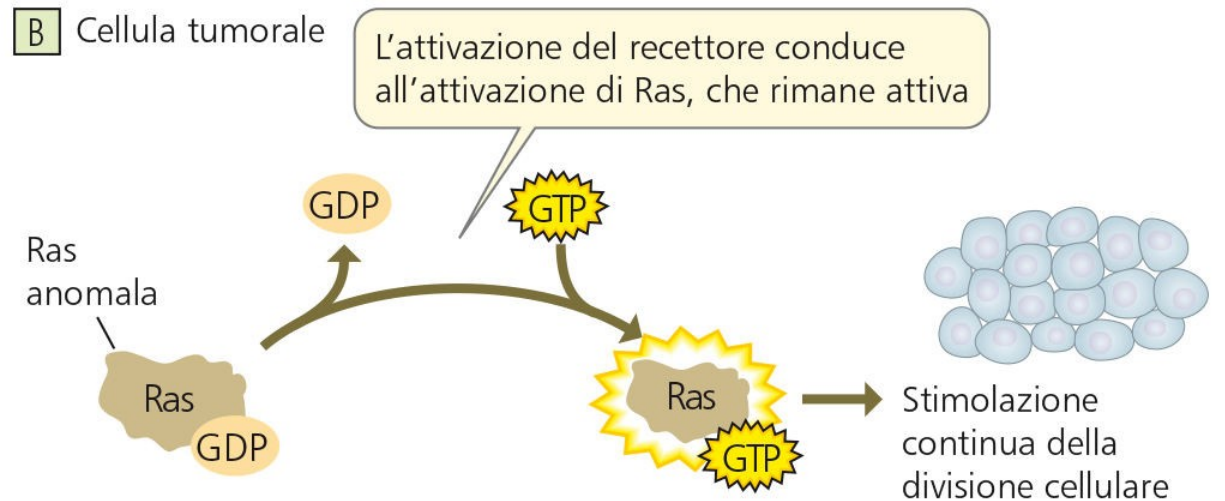 B Cellula tumorale
L'attivazione del recettore conduce
all'attivazione di Ras, che rimane attiva
GDP
GTP
Ras
anomala
Ras
GDP
Ras
GTP
Stimolazione
continua della
divisione cellulare